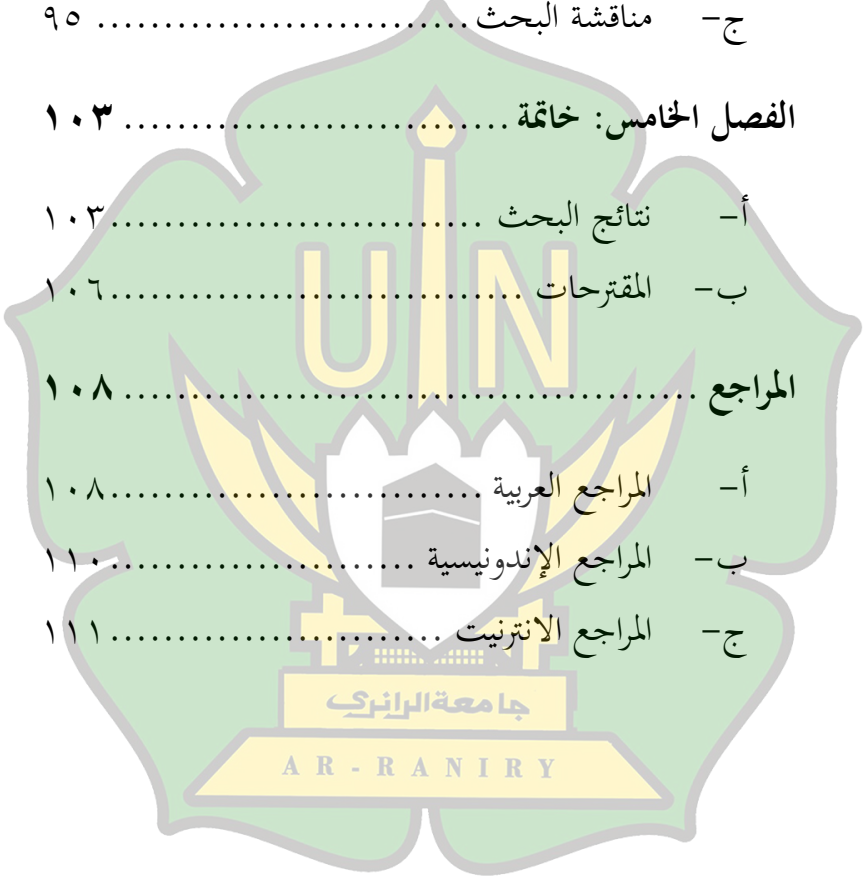 ج-	مناقشة البحث ............................ ٩٥
الفصل الخامس: خاتمة ............................. ١٠٣
أ-	نتائج البحث ............................ ١٠٣
ب-	المقترحات ............................... ١٠٦
المراجع ........................................... ١٠٨
أ-	المراجع العربية ............................ ١٠٨
ب-	المراجع الإندونيسية ....................... ١١٠
ج-	المراجع الانترنيت ......................... ١١١
UIN
جامعة الرانري
AR-RANIRY